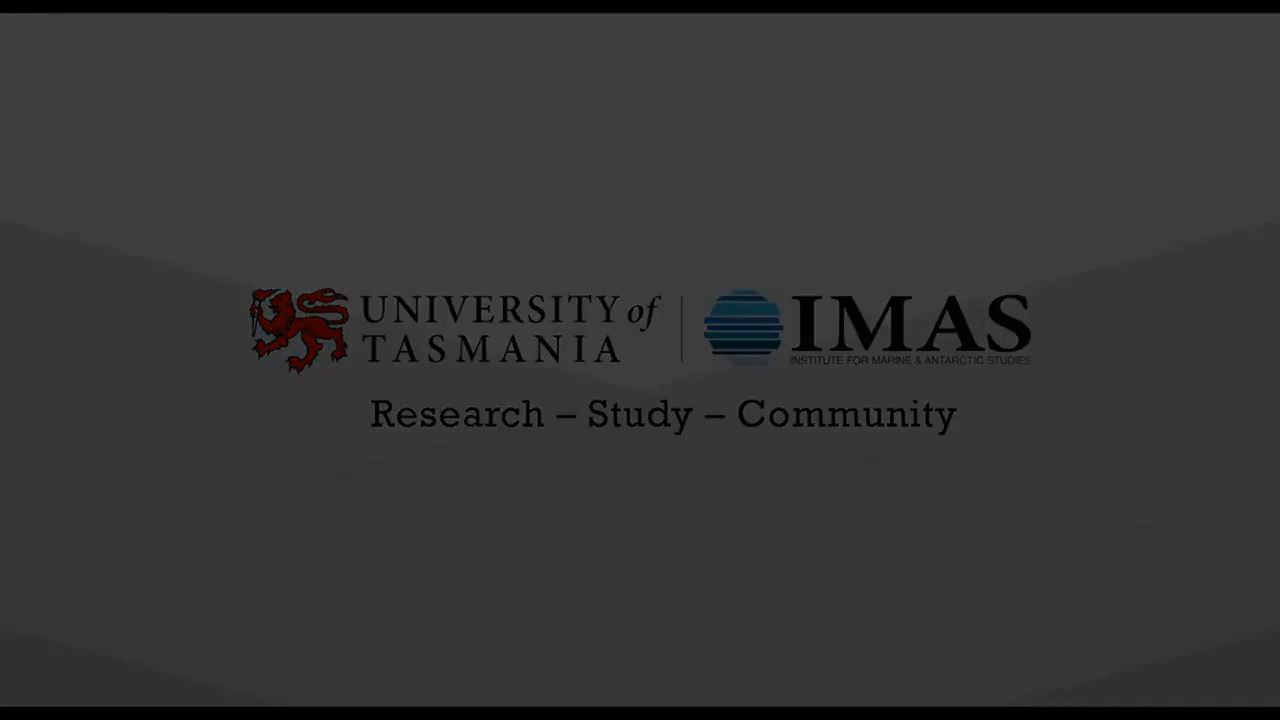 UNIVERSITY of
TASMANIA
IMAS
INSTITUTE FOR MARINE & ANTARCTIC STUDIES
Research – Study – Community